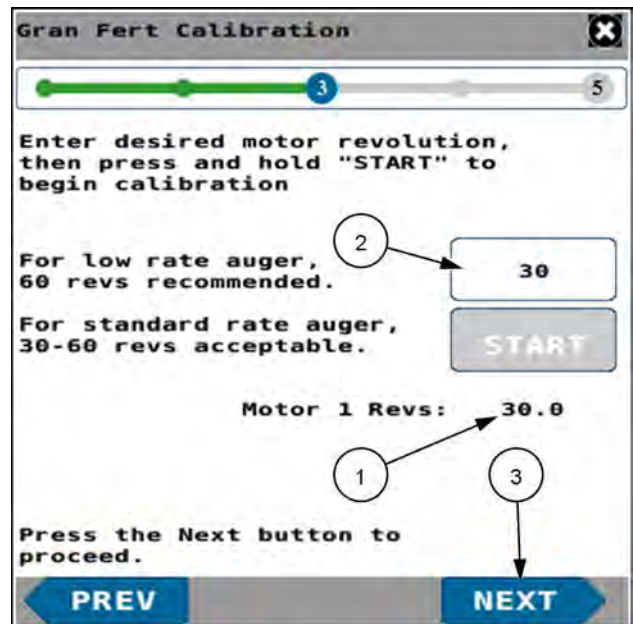 Gran Fert Calibration
3
5
Enter desired motor revolution,
then press and hold "START" to
begin calibration
2
For low rate auger,
60 revs recommended.
30
For standard rate auger,
30-60 revs acceptable.
START
Motor 1 Revs: 30.0
1
3
Press the Next button to
proceed.
PREV
NEXT